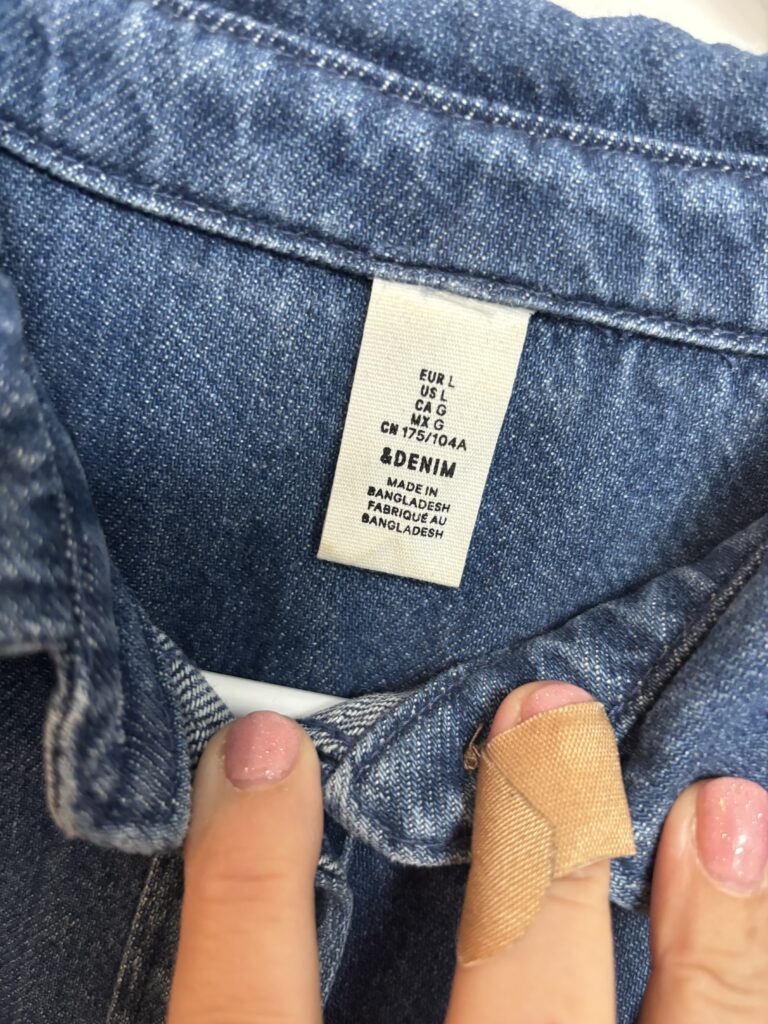 EUR L
US L
CA G
MX G
CN 175/104A
&DENIM
MADE IN
BANGLADESH
FABRIQUÉ AU
BANGLADESH